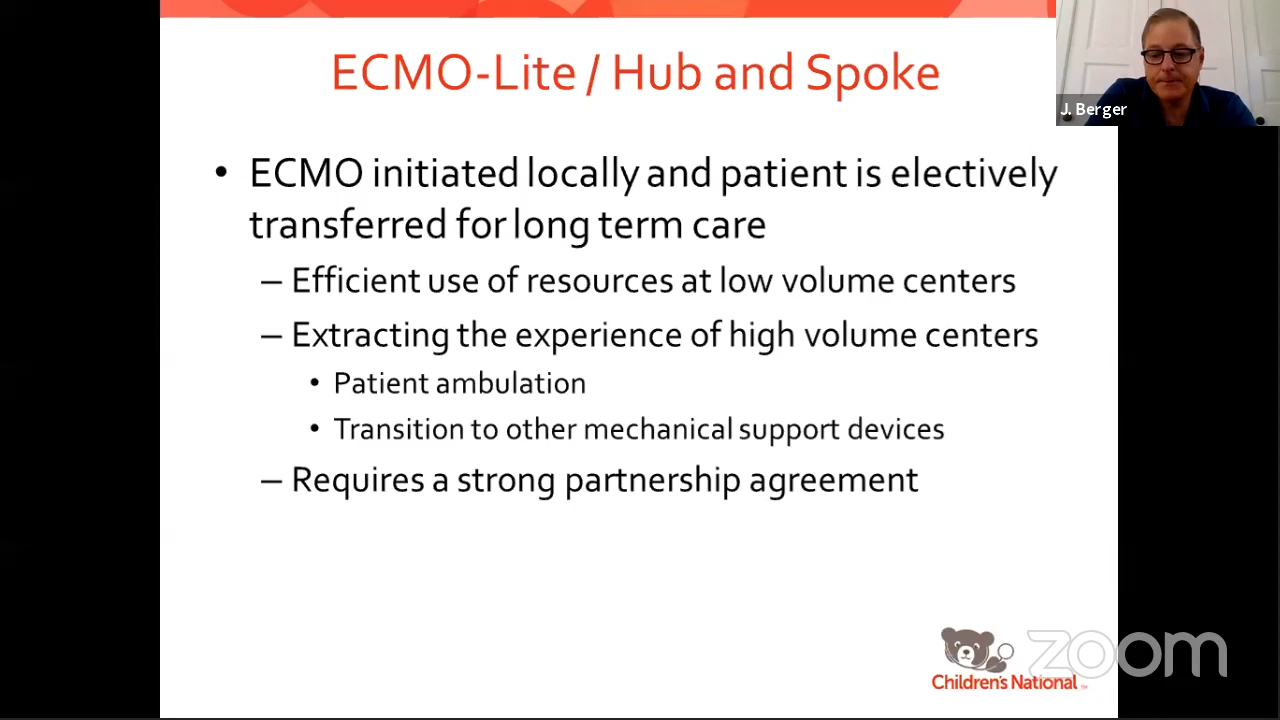 ECMO-Lite / Hub and Spoke
J. Berger
• ECMO initiated locally and patient is electively
transferred for long term care
– Efficient use of resources at low volume centers
– Extracting the experience of high volume centers
• Patient ambulation
• Transition to other mechanical support devices
– Requires a strong partnership agreement
zoom
Children's National ™